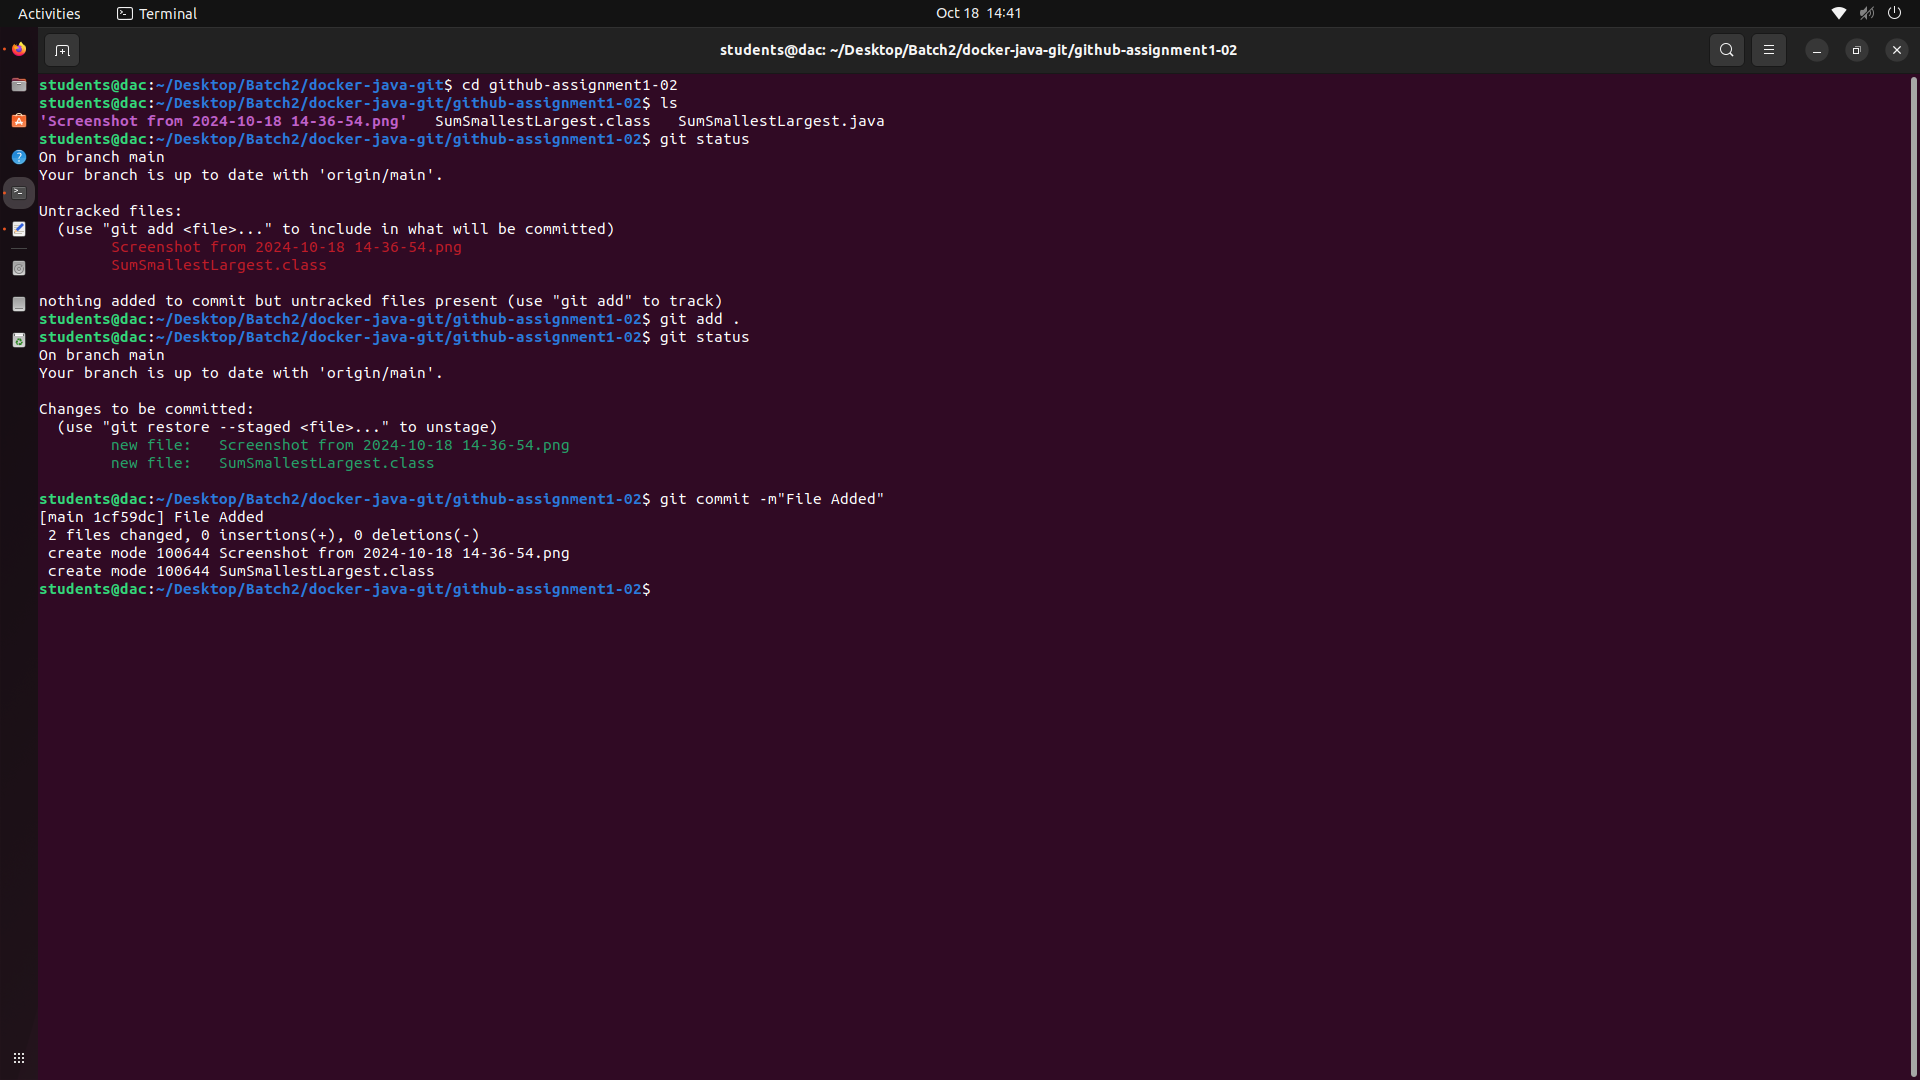 Activities Terminal Oct 18 14:41
students@dac: ~/Desktop/Batch2/docker-java-git/github-assignment1-02
students@dac:~/Desktop/Batch2/docker-java-git$ cd github-assignment1-02
students@dac:~/Desktop/Batch2/docker-java-git/github-assignment1-02$ ls
'Screenshot from 2024-10-18 14-36-54.png'   SumSmallestLargest.class   SumSmallestLargest.java
students@dac:~/Desktop/Batch2/docker-java-git/github-assignment1-02$ git status
On branch main
Your branch is up to date with 'origin/main'.
Untracked files:
  (use "git add <file>..." to include in what will be committed)
        Screenshot from 2024-10-18 14-36-54.png
        SumSmallestLargest.class
nothing added to commit but untracked files present (use "git add" to track)
students@dac:~/Desktop/Batch2/docker-java-git/github-assignment1-02$ git add .
students@dac:~/Desktop/Batch2/docker-java-git/github-assignment1-02$ git status
On branch main
Your branch is up to date with 'origin/main'.
Changes to be committed:
  (use "git restore --staged <file>..." to unstage)
        new file:   Screenshot from 2024-10-18 14-36-54.png
        new file:   SumSmallestLargest.class
students@dac:~/Desktop/Batch2/docker-java-git/github-assignment1-02$ git commit -m"File Added"
[main 1cf59dc] File Added
 2 files changed, 0 insertions(+), 0 deletions(-)
 create mode 100644 Screenshot from 2024-10-18 14-36-54.png
 create mode 100644 SumSmallestLargest.class
students@dac:~/Desktop/Batch2/docker-java-git/github-assignment1-02$